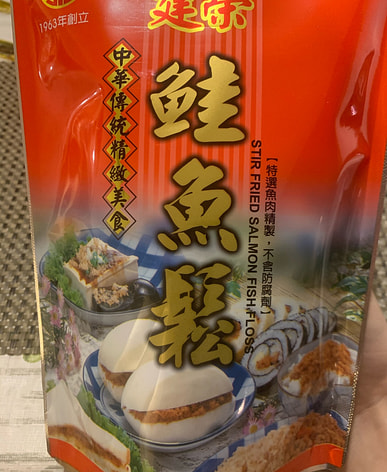 1963年創立
建榮
中華傳統精緻美食
鮭魚鬆
【特選魚肉精製，不含防腐劑】
STIR FRIED SALMON FISH FLOSS